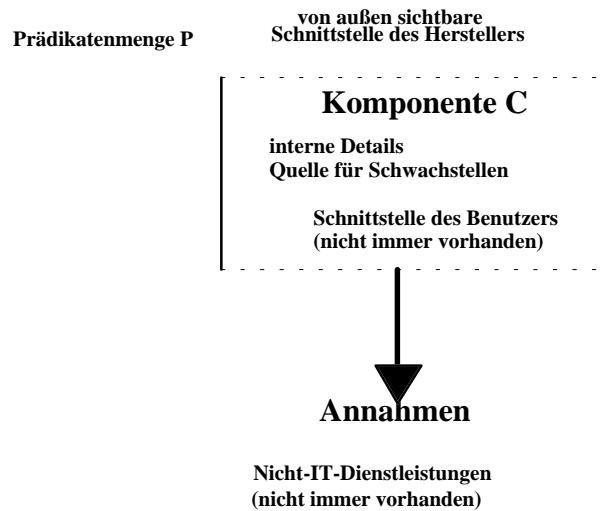 von außen sichtbare
Prädikatenmenge P Schnittstelle des Herstellers
Komponente C
interne Details
Quelle für Schwachstellen
Schnittstelle des Benutzers
(nicht immer vorhanden)
Annahmen
Nicht-IT-Dienstleistungen
(nicht immer vorhanden)